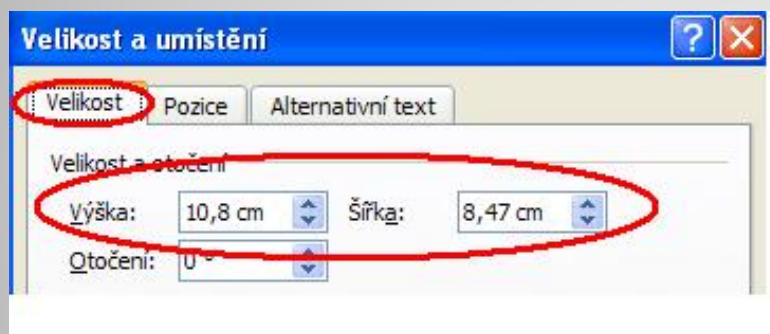 Velikost a umístění
Velikost Pozice Alternativní text
Velikost a otočení
Výška: 10,8 cm Šířka: 8,47 cm
Otočení: 0 °